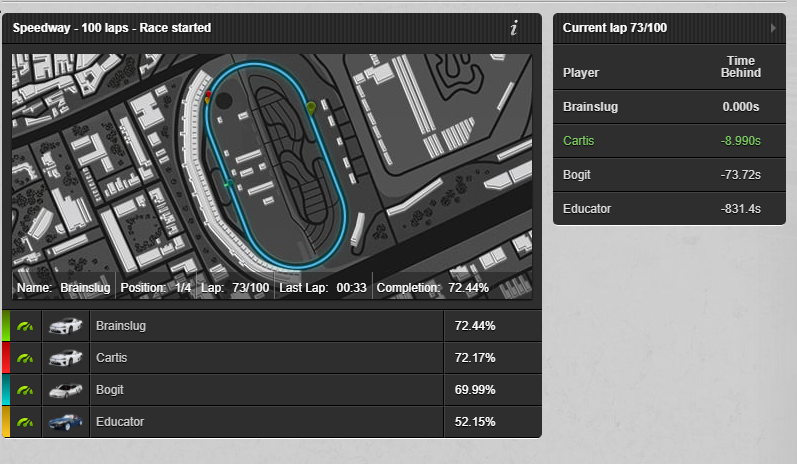 Speedway - 100 laps - Race started
i
Name: Brainslug Position: 1/4 Lap: 73/100 Last Lap: 00:33 Completion: 72.44%
Brainslug 72.44%
Cartis 72.17%
Bogit 69.99%
Educator 52.15%
Current lap 73/100
Player Time Behind
Brainslug 0.000s
Cartis -8.990s
Bogit -73.72s
Educator -831.4s